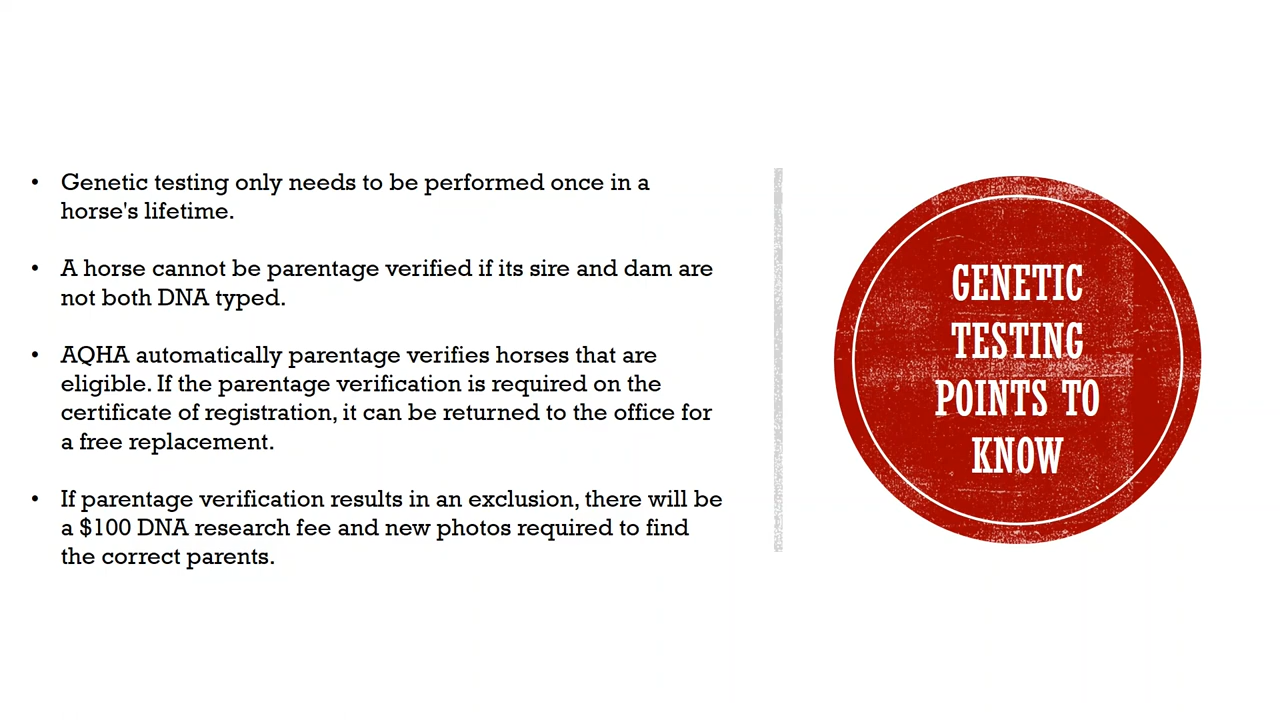 • Genetic testing only needs to be performed once in a
horse's lifetime.
• A horse cannot be parentage verified if its sire and dam are
not both DNA typed.
• AQHA automatically parentage verifies horses that are
eligible. If the parentage verification is required on the
certificate of registration, it can be returned to the office for
a free replacement.
• If parentage verification results in an exclusion, there will be
a $100 DNA research fee and new photos required to find
the correct parents.
GENETIC
TESTING
POINTS TO
KNOW